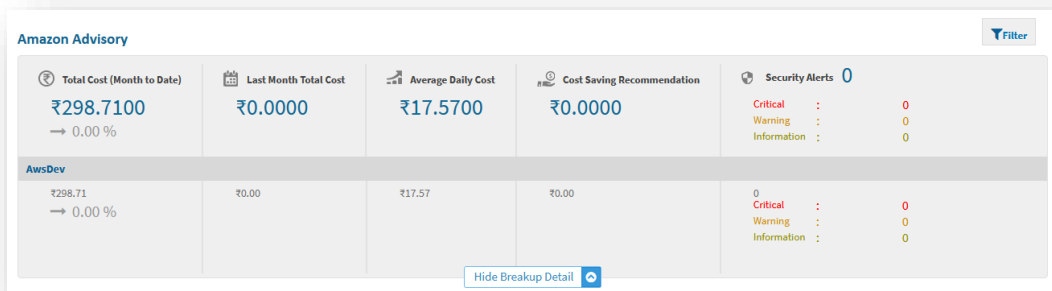 Amazon Advisory
Filter
Total Cost (Month to Date)
₹298.7100
0.00 %
Last Month Total Cost
₹0.0000
Average Daily Cost
₹17.5700
Cost Saving Recommendation
₹0.0000
Security Alerts 0
Critical : 0
Warning : 0
Information : 0
AwsDev
₹298.71
0.00 %
₹0.00
₹17.57
₹0.00
0
Critical : 0
Warning : 0
Information : 0
Hide Breakup Detail